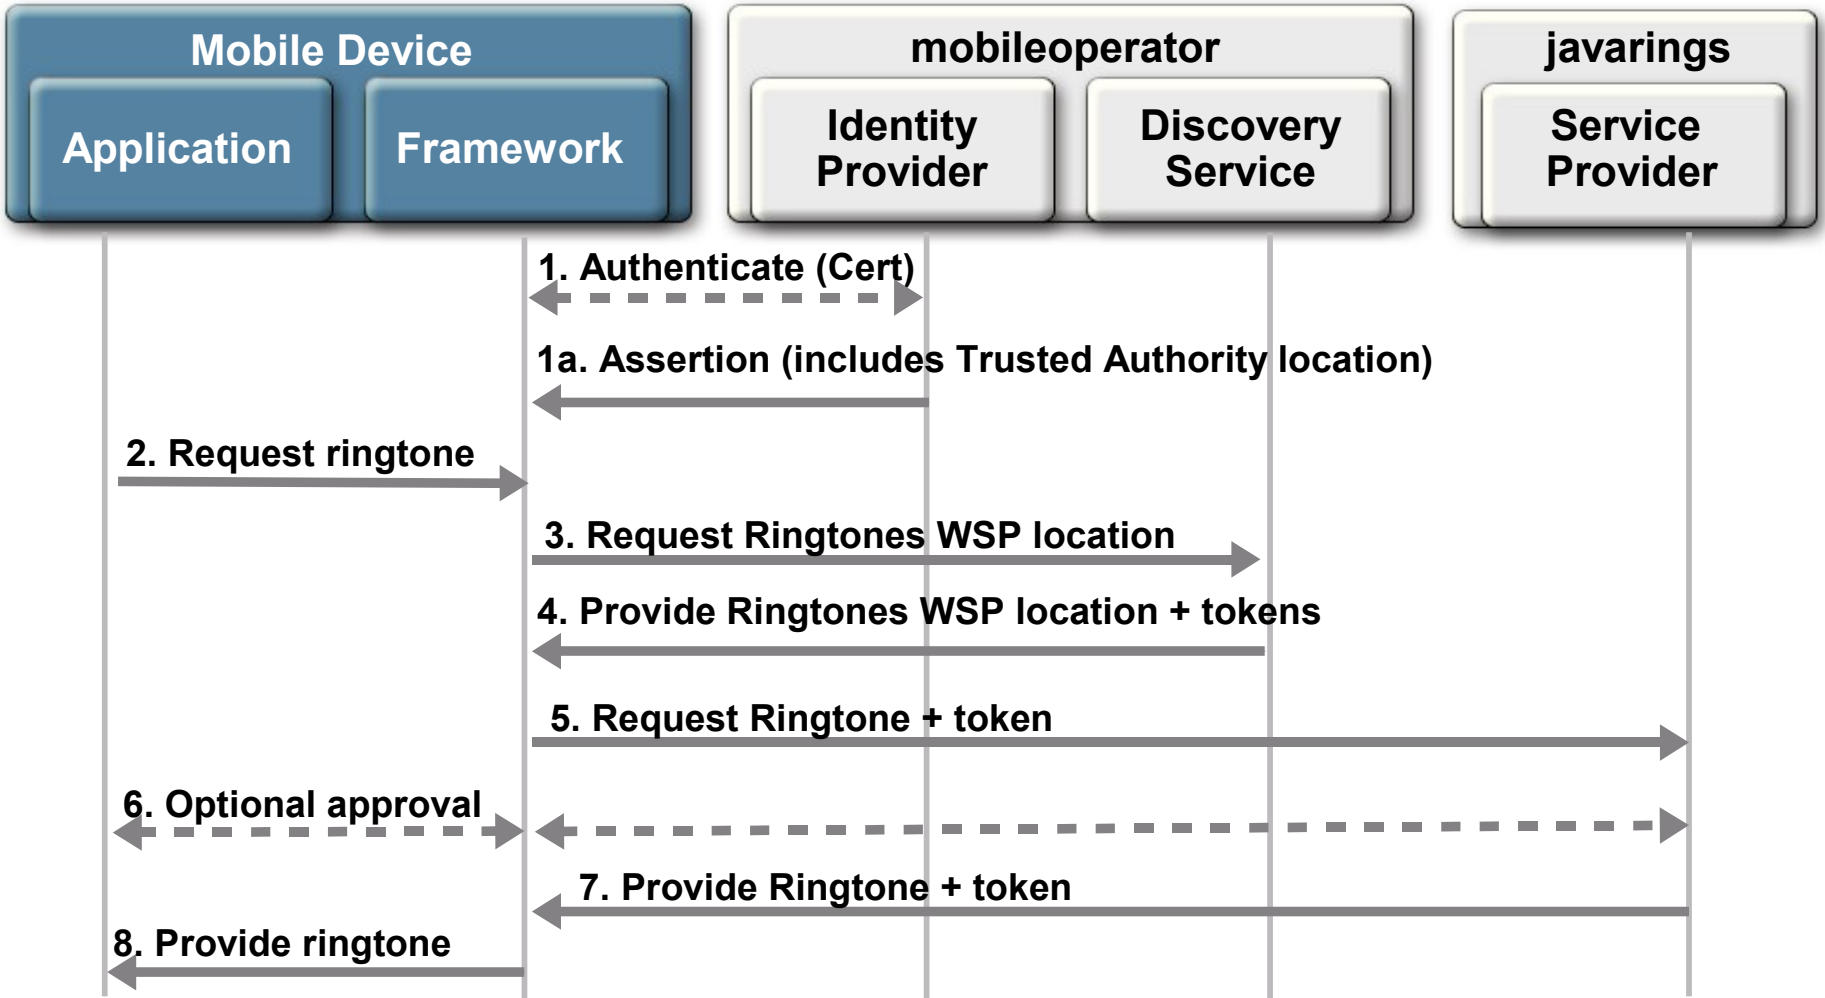 Mobile Device
mobileoperator
javarings
Application
Framework
Identity
Provider
Discovery
Service
Service
Provider
1. Authenticate (Cert)
1a. Assertion (includes Trusted Authority location)
2. Request ringtone
3. Request Ringtones WSP location
4. Provide Ringtones WSP location + tokens
5. Request Ringtone + token
6. Optional approval
7. Provide Ringtone + token
8. Provide ringtone